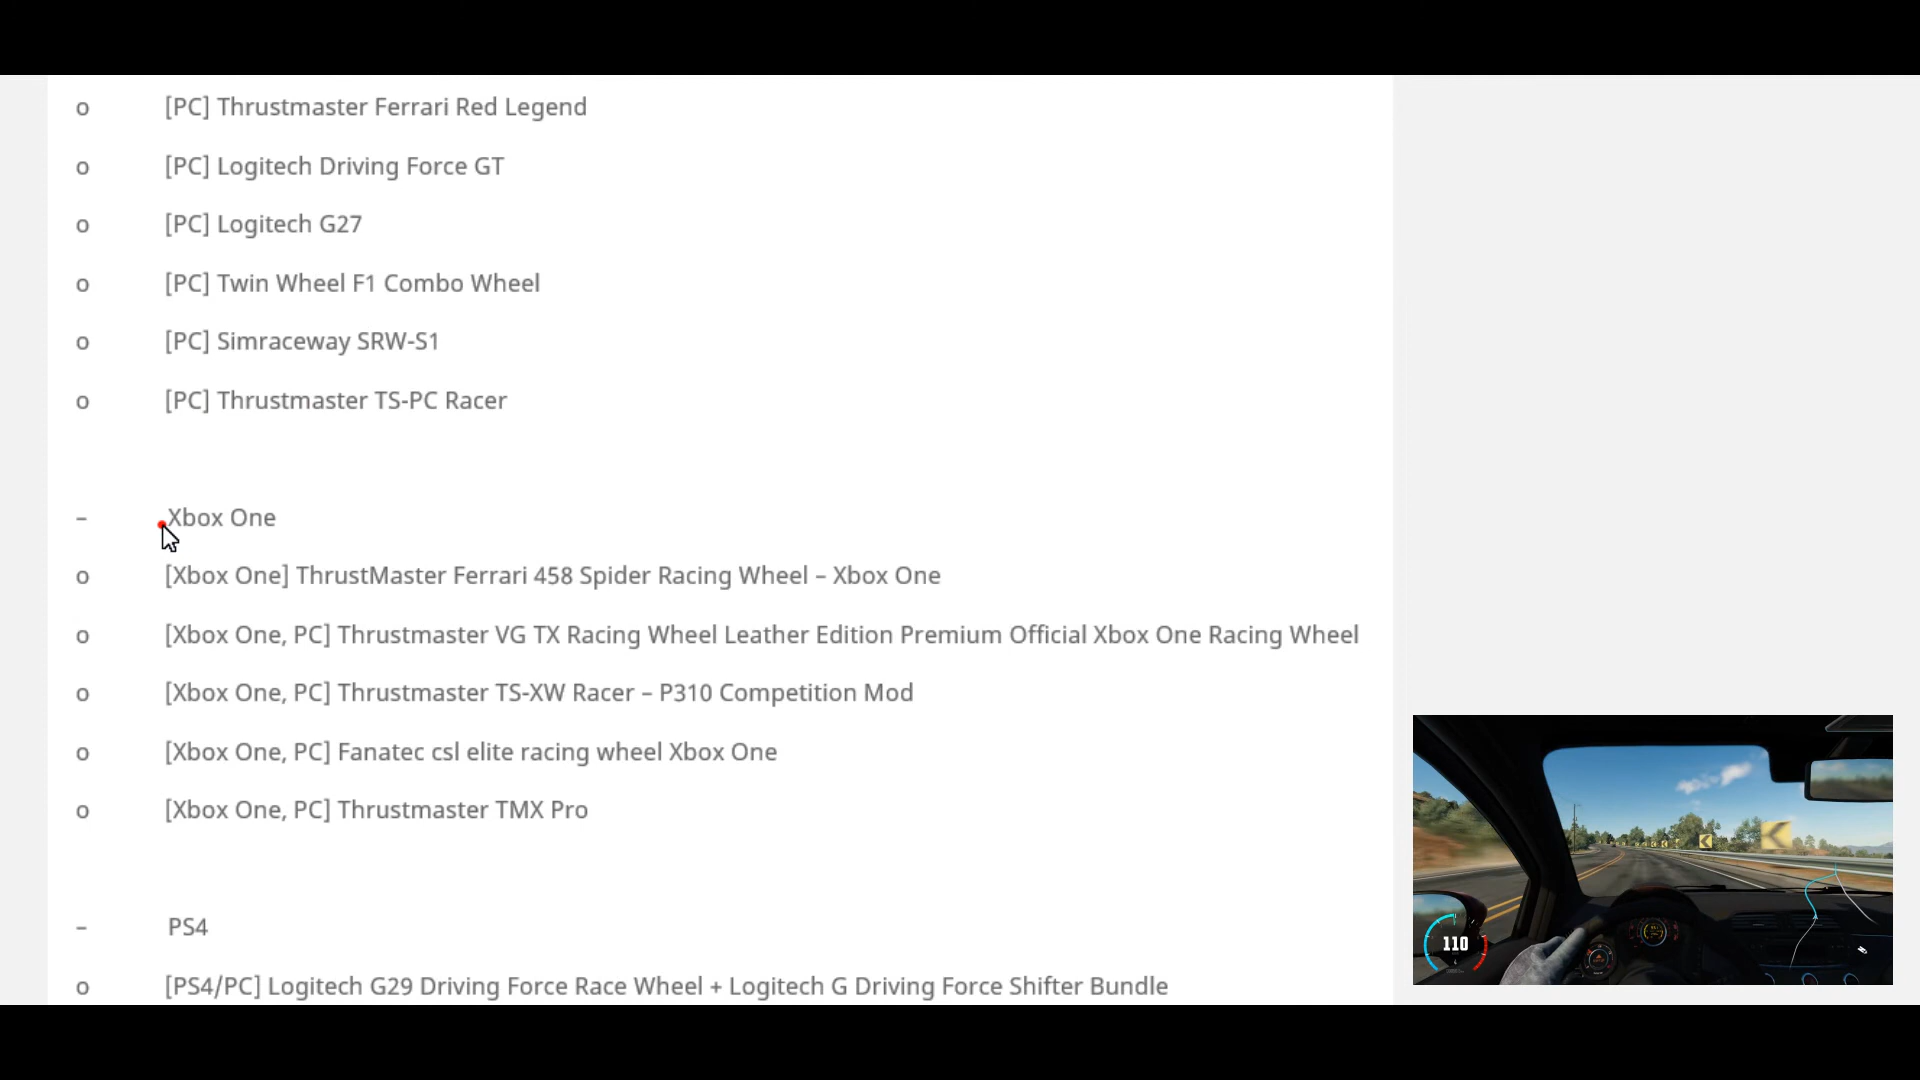 o [PC] Thrustmaster Ferrari Red Legend
o [PC] Logitech Driving Force GT
o [PC] Logitech G27
o [PC] Twin Wheel F1 Combo Wheel
o [PC] Simraceway SRW-S1
o [PC] Thrustmaster TS-PC Racer
– Xbox One
o [Xbox One] ThrustMaster Ferrari 458 Spider Racing Wheel – Xbox One
o [Xbox One, PC] Thrustmaster VG TX Racing Wheel Leather Edition Premium Official Xbox One Racing Wheel
o [Xbox One, PC] Thrustmaster TS-XW Racer – P310 Competition Mod
o [Xbox One, PC] Fanatec csl elite racing wheel Xbox One
o [Xbox One, PC] Thrustmaster TMX Pro
– PS4
o [PS4/PC] Logitech G29 Driving Force Race Wheel + Logitech G Driving Force Shifter Bundle
110